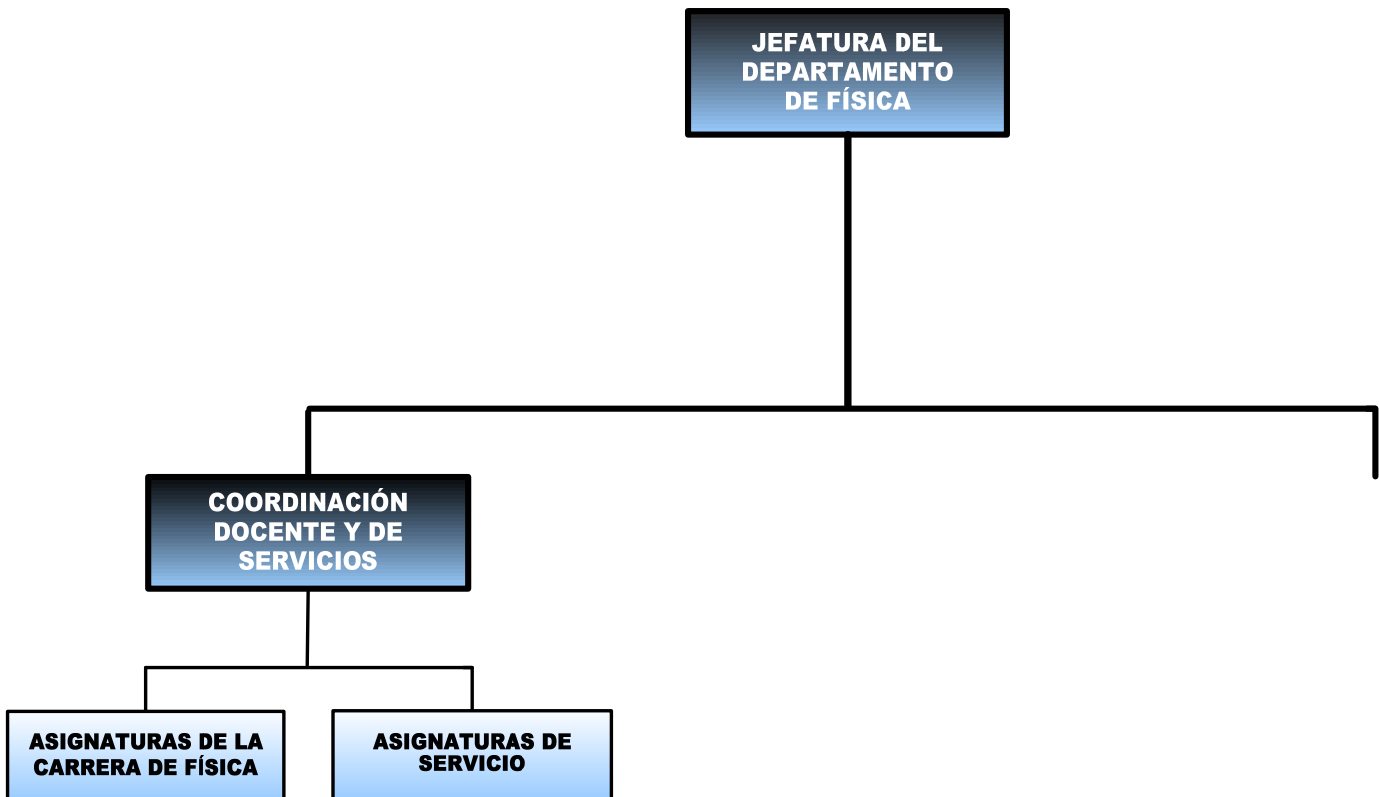 JEFATURA DEL
DEPARTAMENTO
DE FÍSICA
COORDINACIÓN
DOCENTE Y DE
SERVICIOS
ASIGNATURAS DE LA
CARRERA DE FÍSICA
ASIGNATURAS DE
SERVICIO